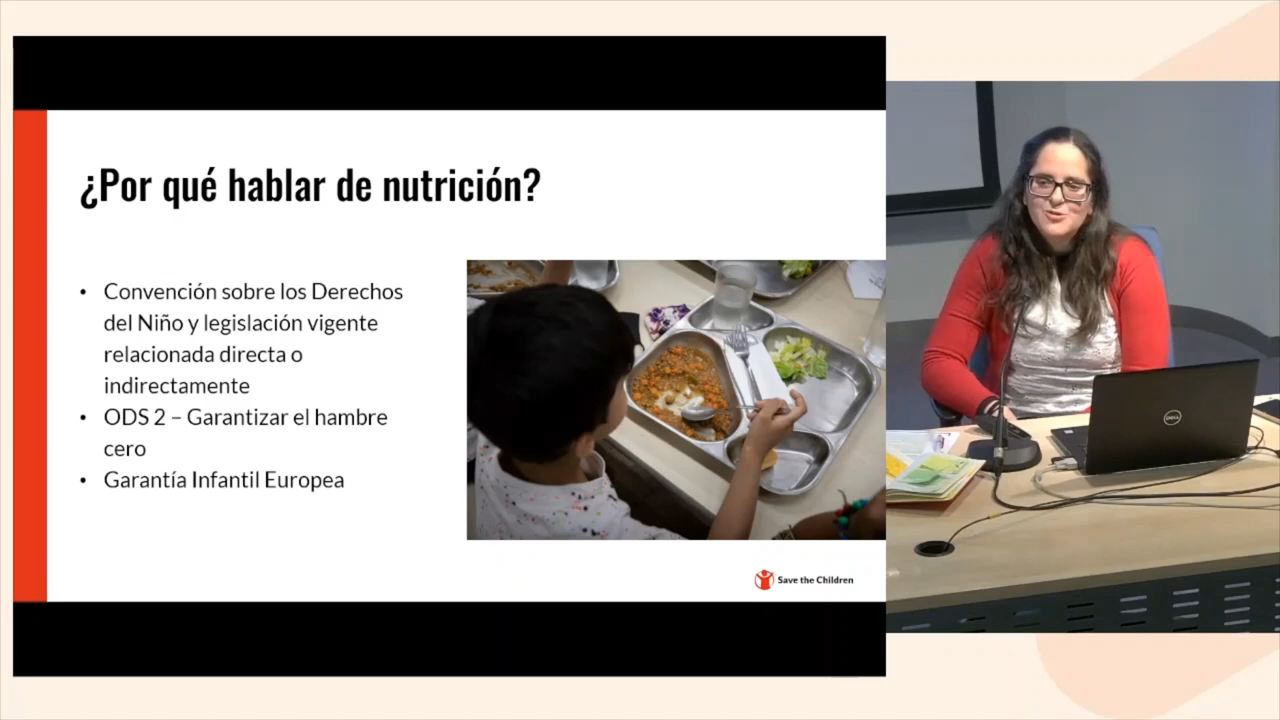 ¿Por qué hablar de nutrición?
• Convención sobre los Derechos
del Niño y legislación vigente
relacionada directa o
indirectamente
• ODS 2 – Garantizar el hambre
cero
• Garantía Infantil Europea
Save the Children
DELL